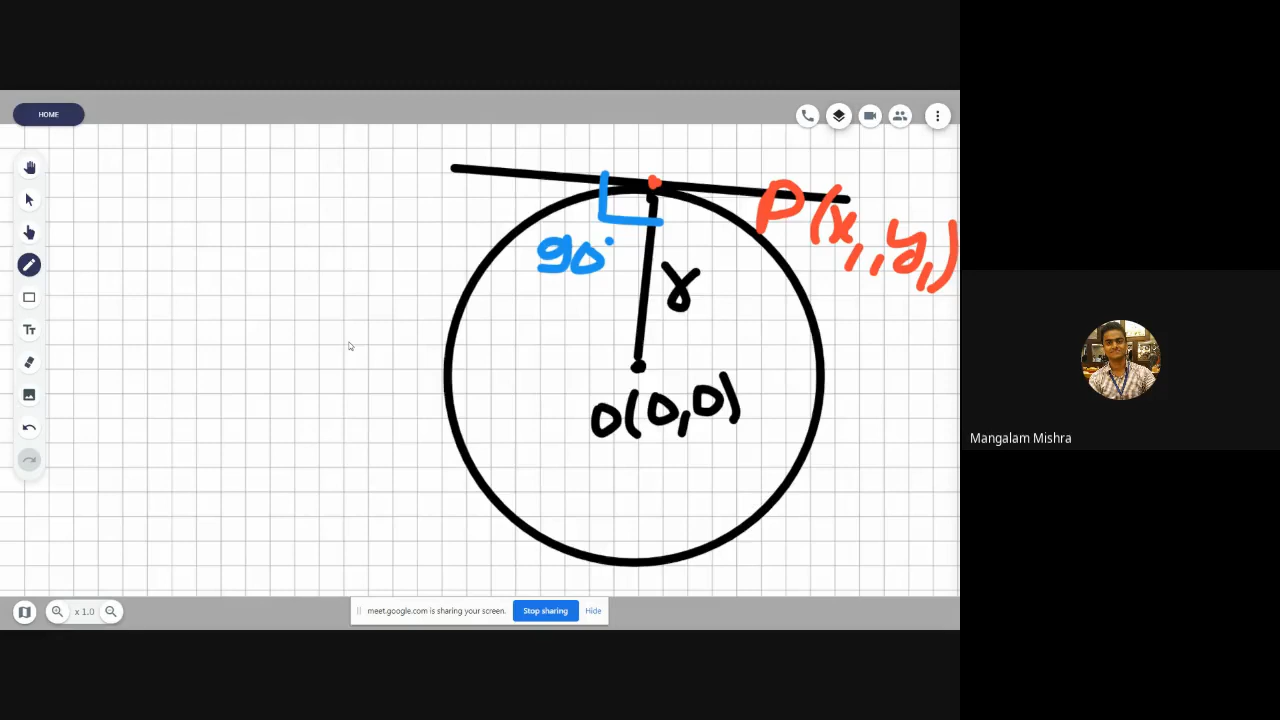 HOME
P(x₁,y₁)
90°
r
O(0,0)
Tт
x 1.0
meet.google.com is sharing your screen.
Stop sharing
Hide
Mangalam Mishra